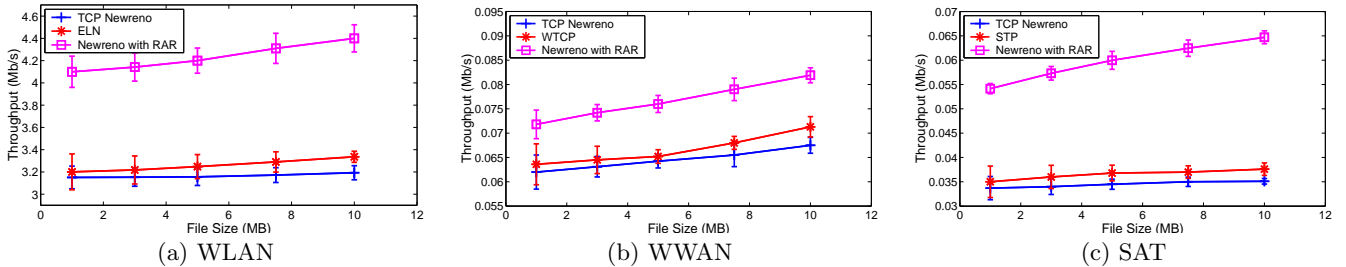 4.6
4.4
4.2
4
3.8
3.6
3.4
3.2
3
Throughput (Mb/s)
TCP Newreno
ELN
Newreno with RAR
0 2 4 6 8 10 12
File Size (MB)
(a) WLAN
0.095
0.09
0.085
0.08
0.075
0.07
0.065
0.06
0.055
Throughput (Mb/s)
TCP Newreno
WTCP
Newreno with RAR
0 2 4 6 8 10 12
File Size (MB)
(b) WWAN
0.07
0.065
0.06
0.055
0.05
0.045
0.04
0.035
0.03
Throughput (Mb/s)
TCP Newreno
STP
Newreno with RAR
0 2 4 6 8 10 12
File Size (MB)
(c) SAT